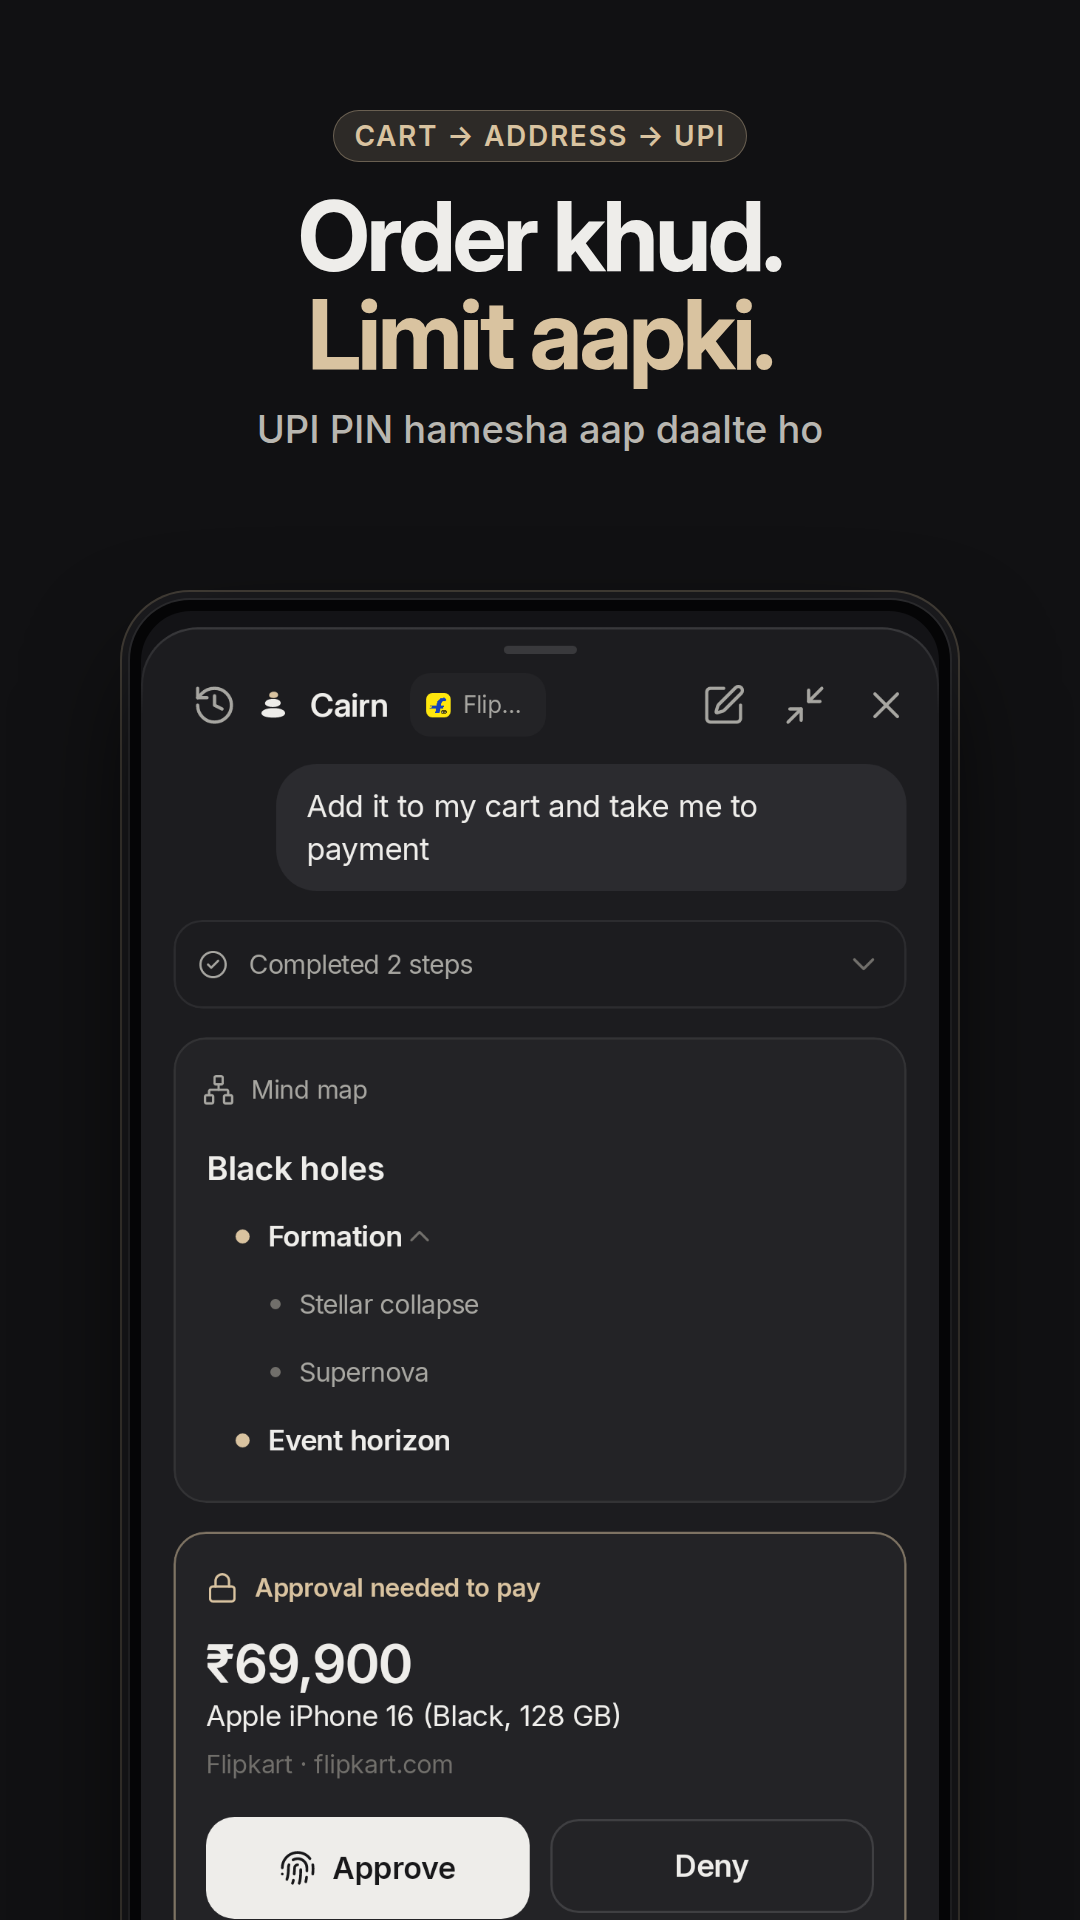 CART → ADDRESS → UPI
Order khud.
Limit aapki.
UPI PIN hamesha aap daalte ho
Cairn
Flip...
Add it to my cart and take me to
payment
Completed 2 steps
Mind map
Black holes
Formation
Stellar collapse
Supernova
Event horizon
Approval needed to pay
₹69,900
Apple iPhone 16 (Black, 128 GB)
Flipkart · flipkart.com
Approve
Deny